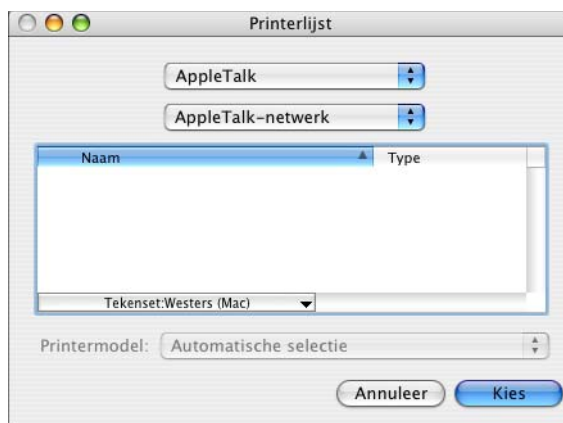 Printerlijst
AppleTalk
AppleTalk-netwerk
Naam Type
Tekenset:Westers (Mac)
Printermodel: Automatische selectie
Annuleer Kies